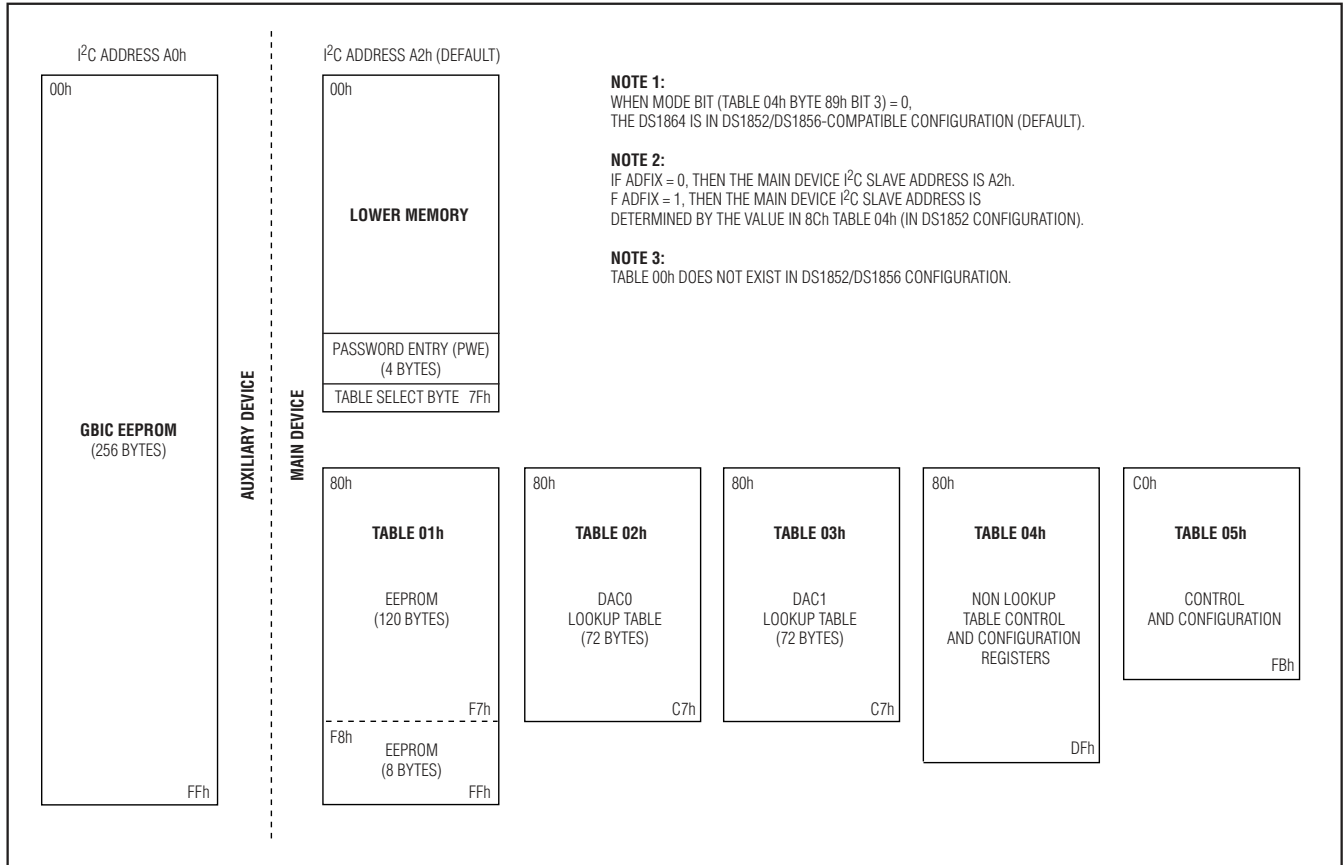 I2C ADDRESS A0h
00h
GBIC EEPROM
(256 BYTES)
FFh
AUXILIARY DEVICE
MAIN DEVICE
I2C ADDRESS A2h (DEFAULT)
00h
LOWER MEMORY
PASSWORD ENTRY (PWE)
(4 BYTES)
TABLE SELECT BYTE 7Fh
NOTE 1:
WHEN MODE BIT (TABLE 04h BYTE 89h BIT 3) = 0,
THE DS1864 IS IN DS1852/DS1856-COMPATIBLE CONFIGURATION (DEFAULT).
NOTE 2:
IF ADFIX = 0, THEN THE MAIN DEVICE I2C SLAVE ADDRESS IS A2h.
F ADFIX = 1, THEN THE MAIN DEVICE I2C SLAVE ADDRESS IS
DETERMINED BY THE VALUE IN 8Ch TABLE 04h (IN DS1852 CONFIGURATION).
NOTE 3:
TABLE 00h DOES NOT EXIST IN DS1852/DS1856 CONFIGURATION.
80h
TABLE 01h
EEPROM
(120 BYTES)
F7h
F8h
EEPROM
(8 BYTES)
FFh
80h
TABLE 02h
DAC0
LOOKUP TABLE
(72 BYTES)
C7h
80h
TABLE 03h
DAC1
LOOKUP TABLE
(72 BYTES)
C7h
80h
TABLE 04h
NON LOOKUP
TABLE CONTROL
AND CONFIGURATION
REGISTERS
DFh
C0h
TABLE 05h
CONTROL
AND CONFIGURATION
FBh